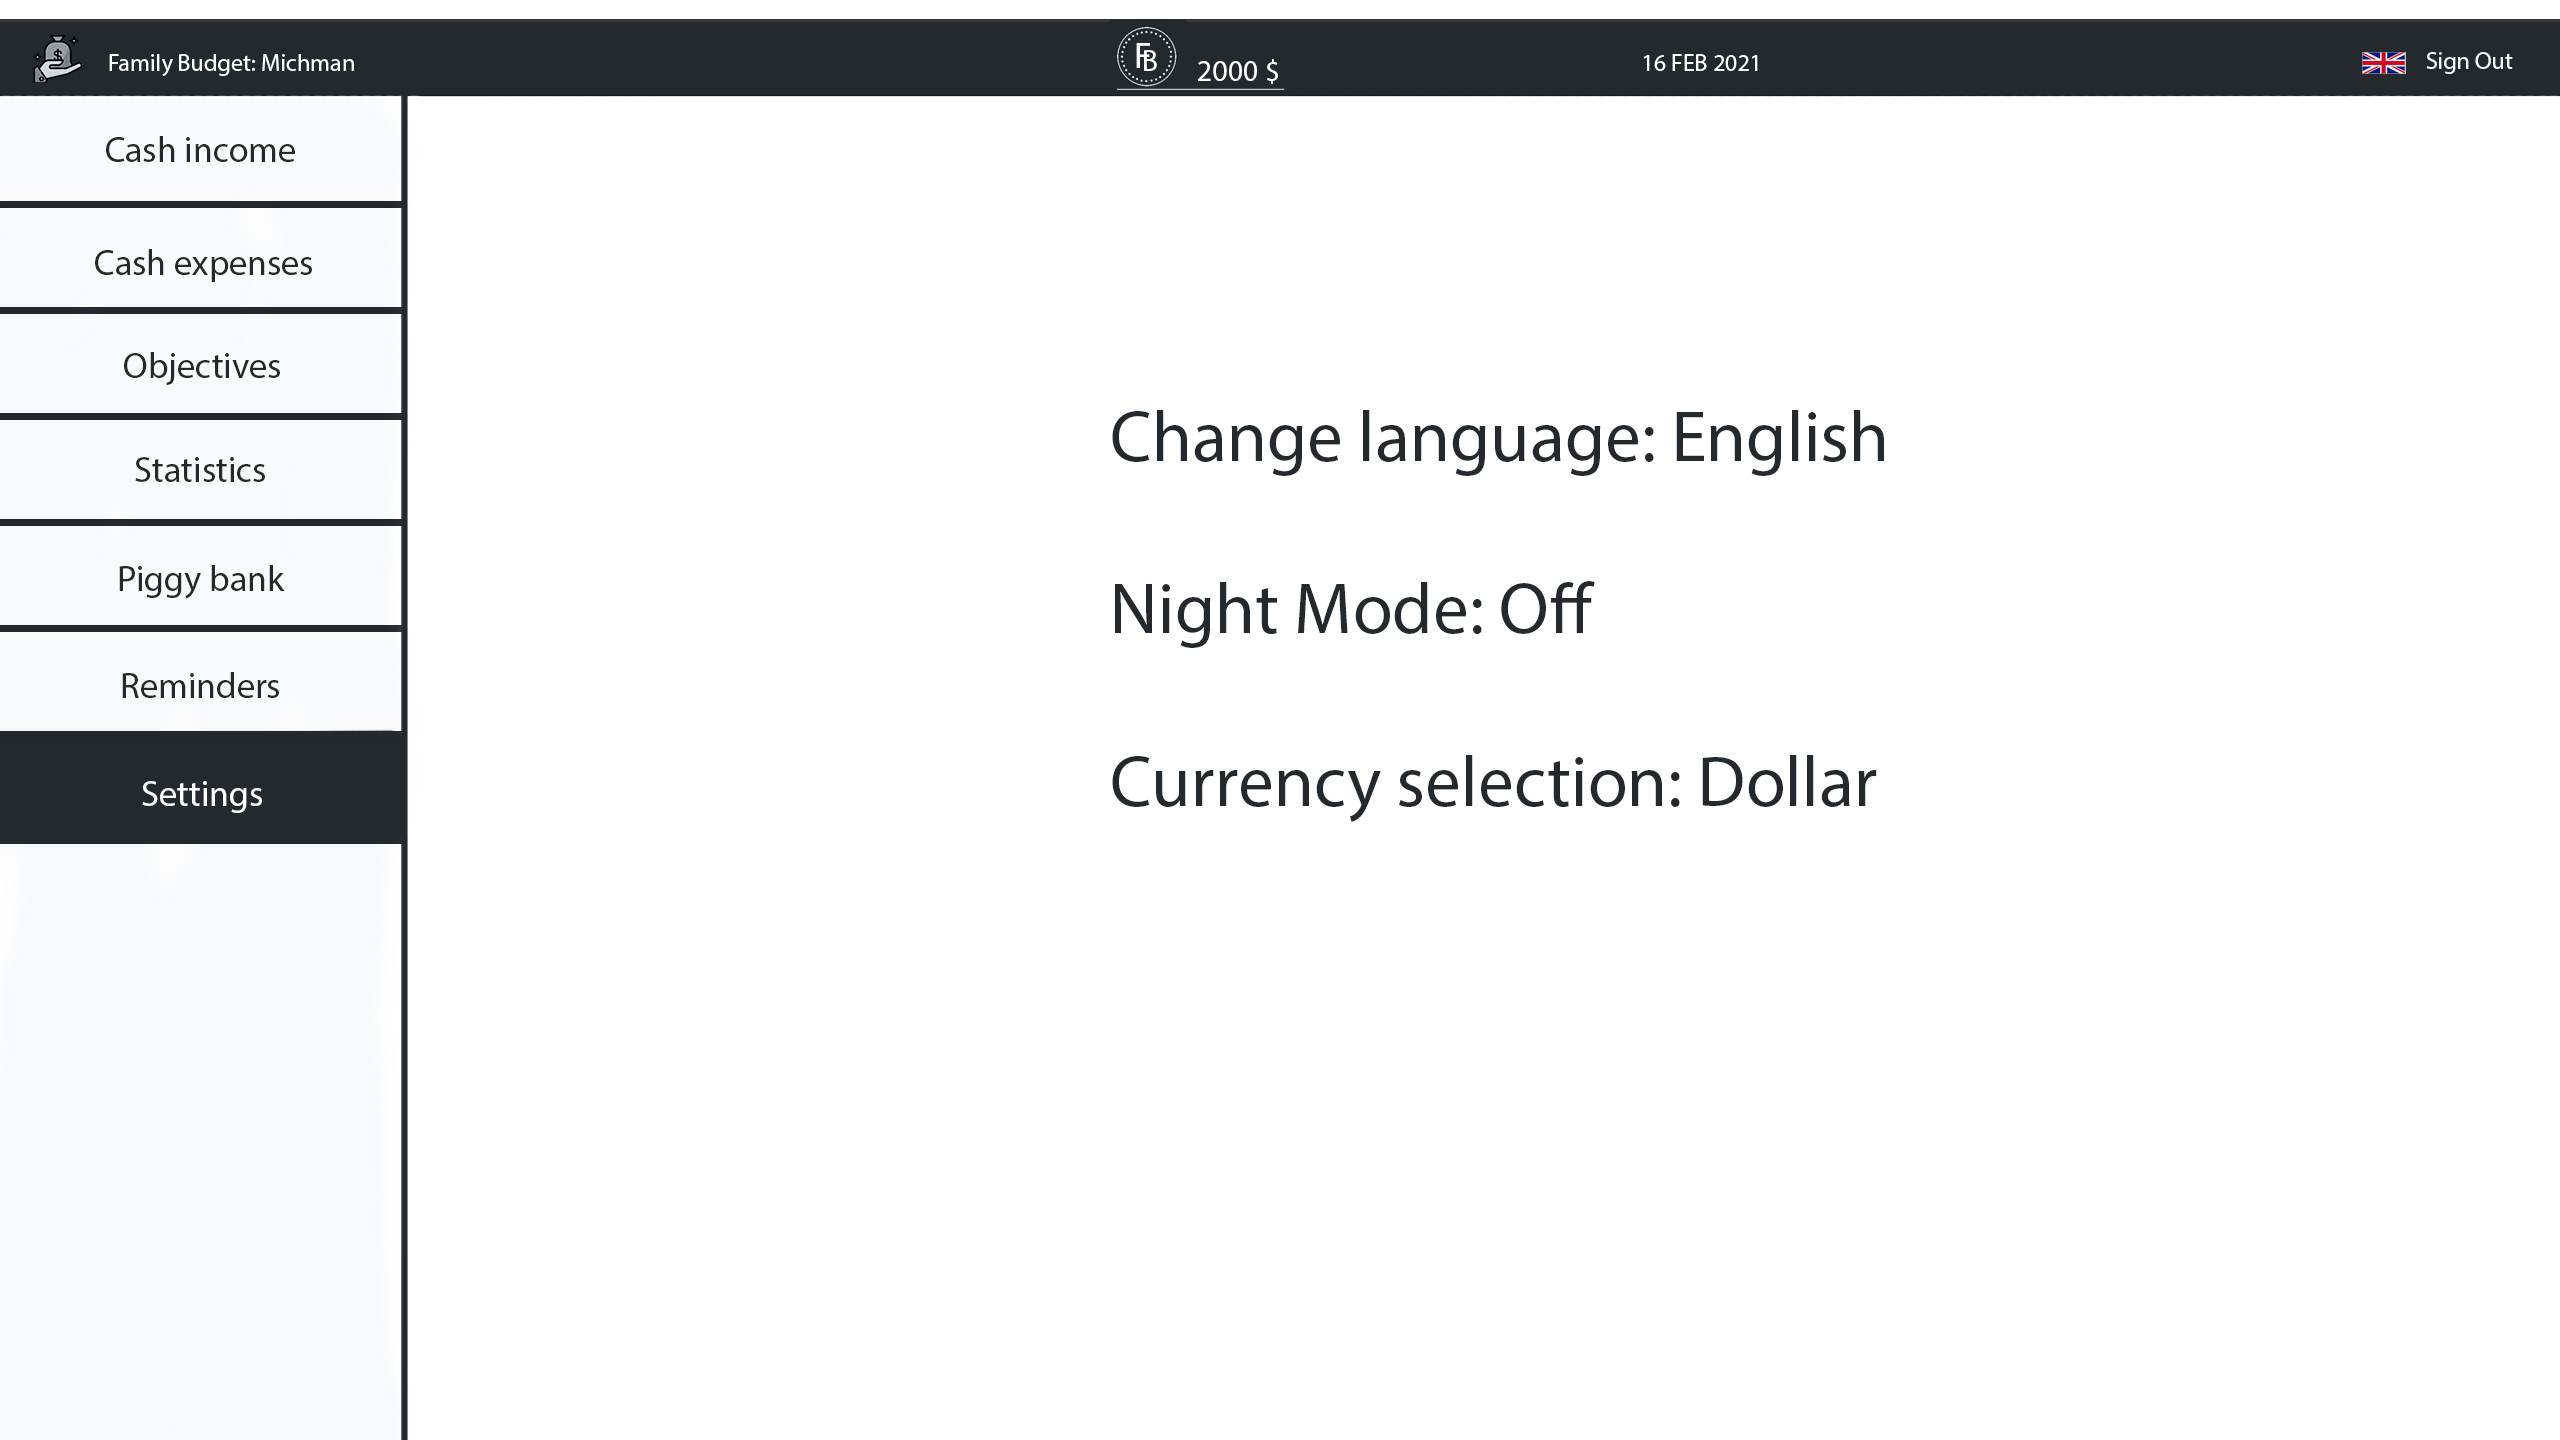 Family Budget: Michman
FB
2000 $
16 FEB 2021
Sign Out
Cash income
Cash expenses
Objectives
Statistics
Piggy bank
Reminders
Settings
Change language: English
Night Mode: Off
Currency selection: Dollar